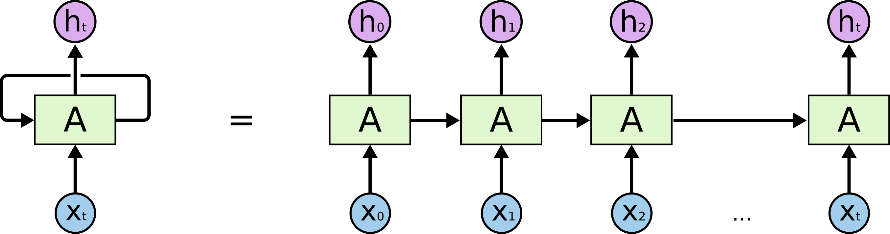 ht h0 h1 h2 ht
A = A A A A
xt x0 x1 x2 ... xt